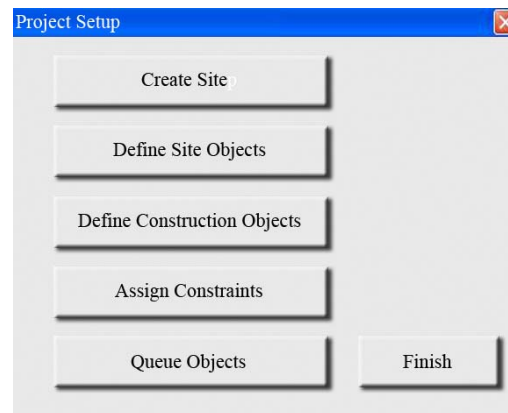 Project Setup
Create Site
Define Site Objects
Define Construction Objects
Assign Constraints
Queue Objects
Finish